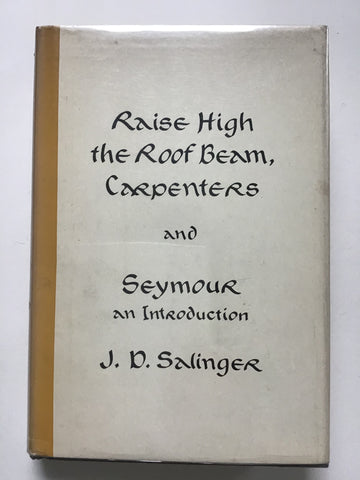 Raise High
the Roof Beam,
Carpenters
and
Seymour
an Introduction
J. D. Salinger